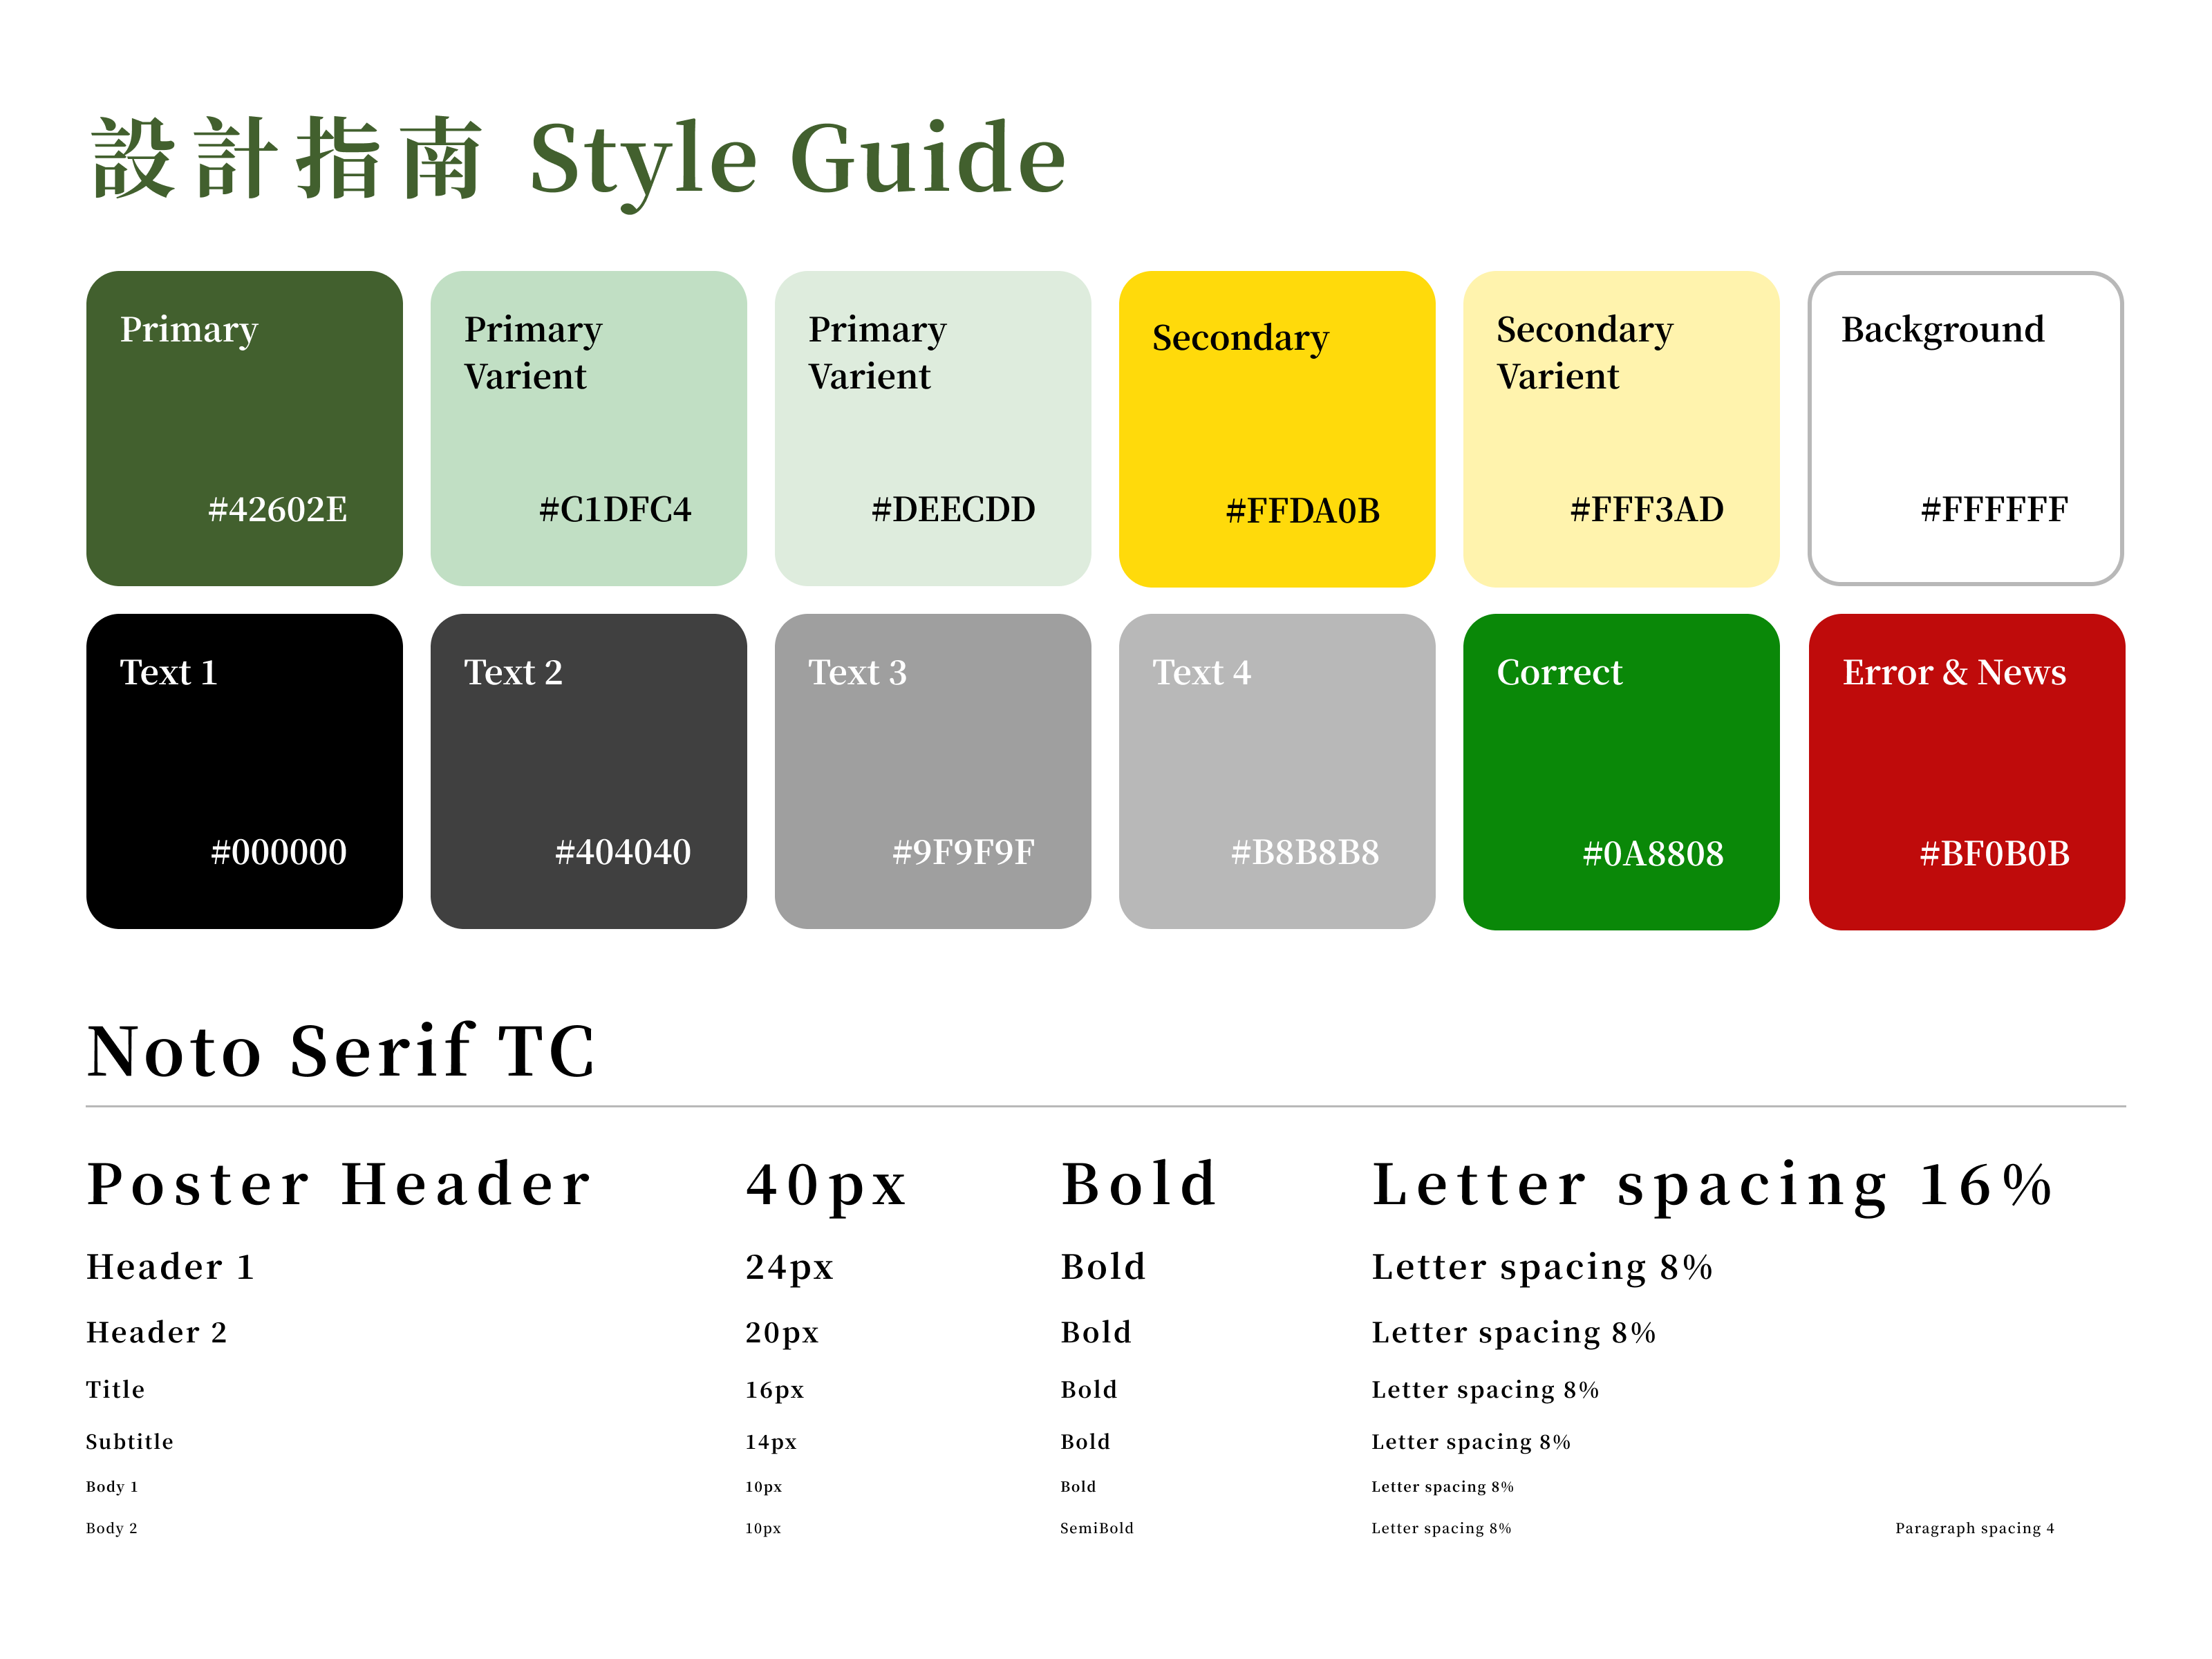 設計指南 Style Guide
Primary
#42602E
Primary
Varient
#C1DFC4
Primary
Varient
#DEECDD
Secondary
#FFDA0B
Secondary
Varient
#FFF3AD
Background
#FFFFFF
Text 1
#000000
Text 2
#404040
Text 3
#9F9F9F
Text 4
#B8B8B8
Correct
#0A8808
Error & News
#BF0B0B
Noto Serif TC
Poster Header 40px Bold Letter spacing 16%
Header 1 24px Bold Letter spacing 8%
Header 2 20px Bold Letter spacing 8%
Title 16px Bold Letter spacing 8%
Subtitle 14px Bold Letter spacing 8%
Body 1 10px Bold Letter spacing 8%
Body 2 10px SemiBold Letter spacing 8% Paragraph spacing 4